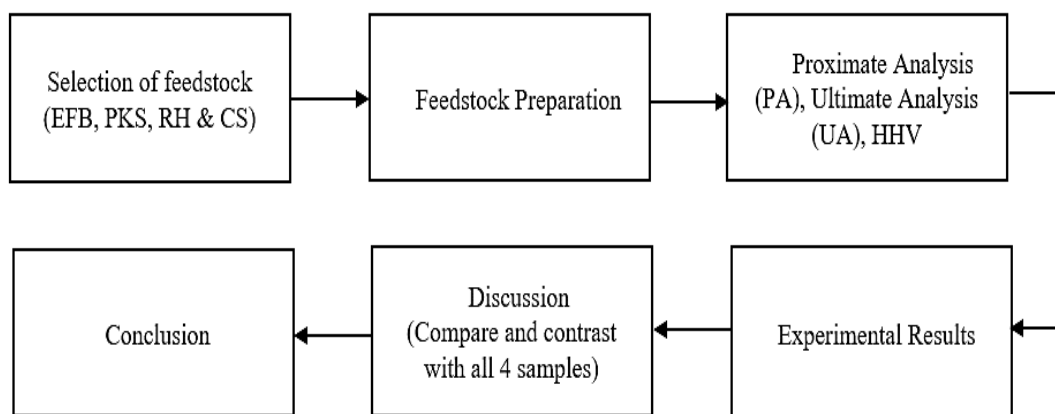 Selection of feedstock
(EFB, PKS, RH & CS)
Feedstock Preparation
Proximate Analysis
(PA), Ultimate Analysis
(UA), HHV
Experimental Results
Discussion
(Compare and contrast
with all 4 samples)
Conclusion